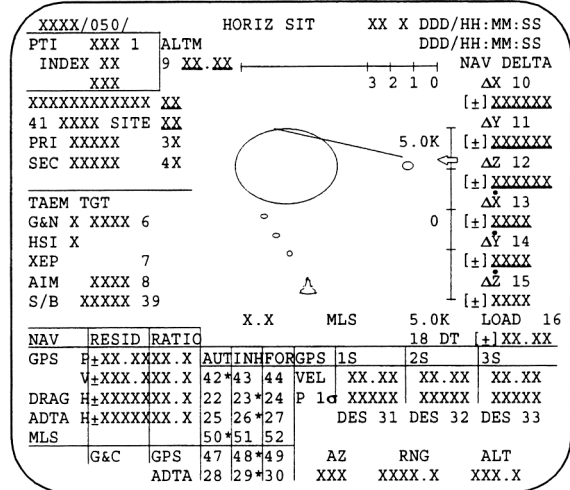 XXXX/050/ HORIZ SIT XX X DDD/HH:MM:SS
PTI XXX 1 ALTM DDD/HH:MM:SS
INDEX XX 9 XX.XX NAV DELTA
XXX 3 2 1 0 ΔX 10
XXXXXXXXXXXX XX [±]XXXXXX
41 XXXX SITE XX ΔY 11
PRI XXXXX 3X 5.0K [±]XXXXXX
SEC XXXXX 4X ΔZ 12
[±]XXXXXX
TAEM TGT ΔẊ 13
G&N X XXXX 6 0 [±]XXXX
HSI X ΔẎ 14
XEP 7 [±]XXXX
AIM XXXX 8 ΔŻ 15
S/B XXXXX 39 [±]XXXX
X.X MLS 5.0K LOAD 16
NAV RESID RATIO 18 DT [±]XX.XX
GPS P±XX.XXXXX.X AUT INH FOR GPS 1S 2S 3S
V±XXX.XXXX.X 42*43 44 VEL XX.XX XX.XX XX.XX
DRAG H±XXXXXXX.X 22 23*24 P 1σ XXXXX XXXXX XXXXX
ADTA H±XXXXXXX.X 25 26*27 DES 31 DES 32 DES 33
MLS 50*51 52
G&C GPS 47 48*49 AZ RNG ALT
ADTA 28 29*30 XXX XXXX.X XXX.X